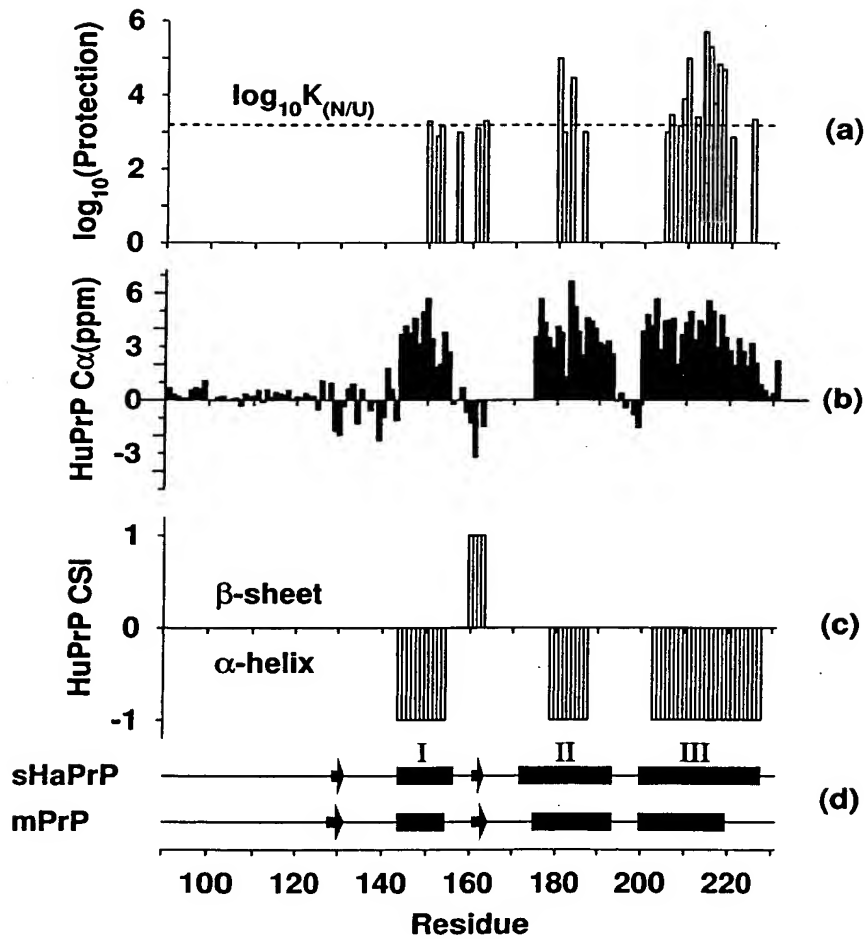 6
4
2
0
log₁₀(Protection)
log₁₀K(N/U)
(a)
6
3
0
-3
HuPrP Cα(ppm)
(b)
1
0
-1
HuPrP CSI
β-sheet
α-helix
(c)
I II III
sHaPrP
mPrP
(d)
100 120 140 160 180 200 220
Residue